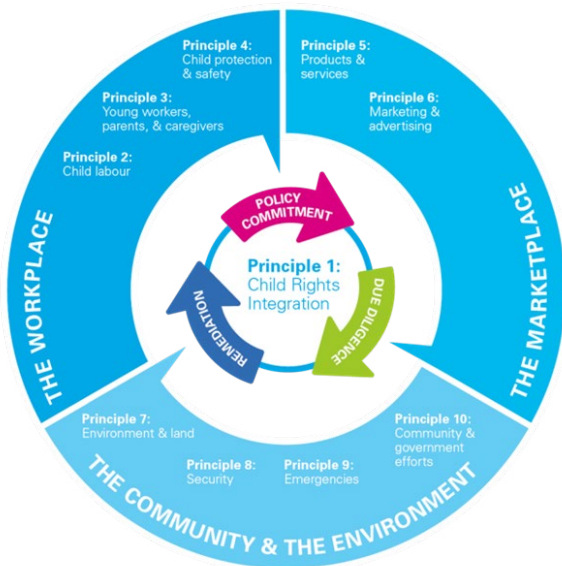 Principle 4:
Child protection
& safety
Principle 3:
Young workers,
parents, & caregivers
Principle 2:
Child labour
THE WORKPLACE
Principle 5:
Products &
services
Principle 6:
Marketing &
advertising
THE MARKETPLACE
POLICY
COMMITMENT
DUE DILIGENCE
REMEDIATION
Principle 1:
Child Rights
Integration
Principle 7:
Environment & land
Principle 8:
Security
Principle 9:
Emergencies
Principle 10:
Community &
government
efforts
THE COMMUNITY & THE ENVIRONMENT